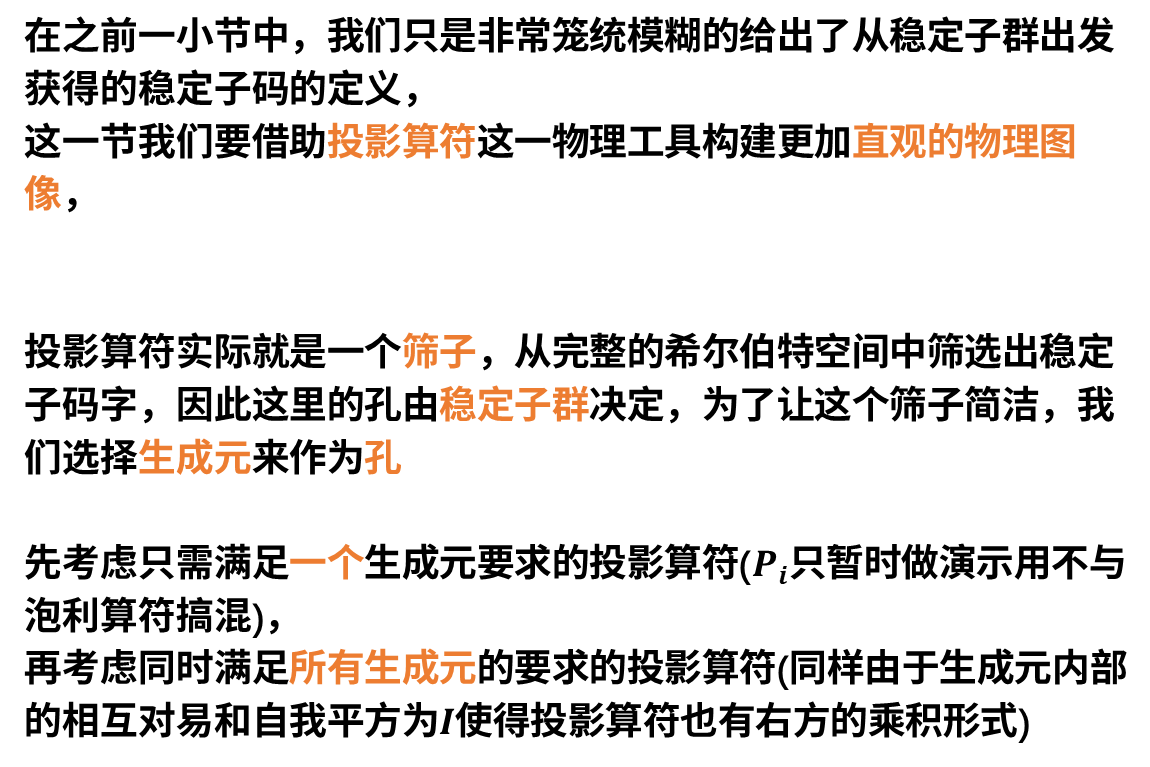 在之前一小节中，我们只是非常笼统模糊的给出了从稳定子群出发
获得的稳定子码的定义，
这一节我们要借助投影算符这一物理工具构建更加直观的物理图
像，
投影算符实际就是一个筛子，从完整的希尔伯特空间中筛选出稳定
子码字，因此这里的孔由稳定子群决定，为了让这个筛子简洁，我
们选择生成元来作为孔
先考虑只需满足一个生成元要求的投影算符(P_i只暂时做演示用不与
泡利算符搞混)，
再考虑同时满足所有生成元的要求的投影算符(同样由于生成元内部
的相互对易和自我平方为I使得投影算符也有右方的乘积形式)